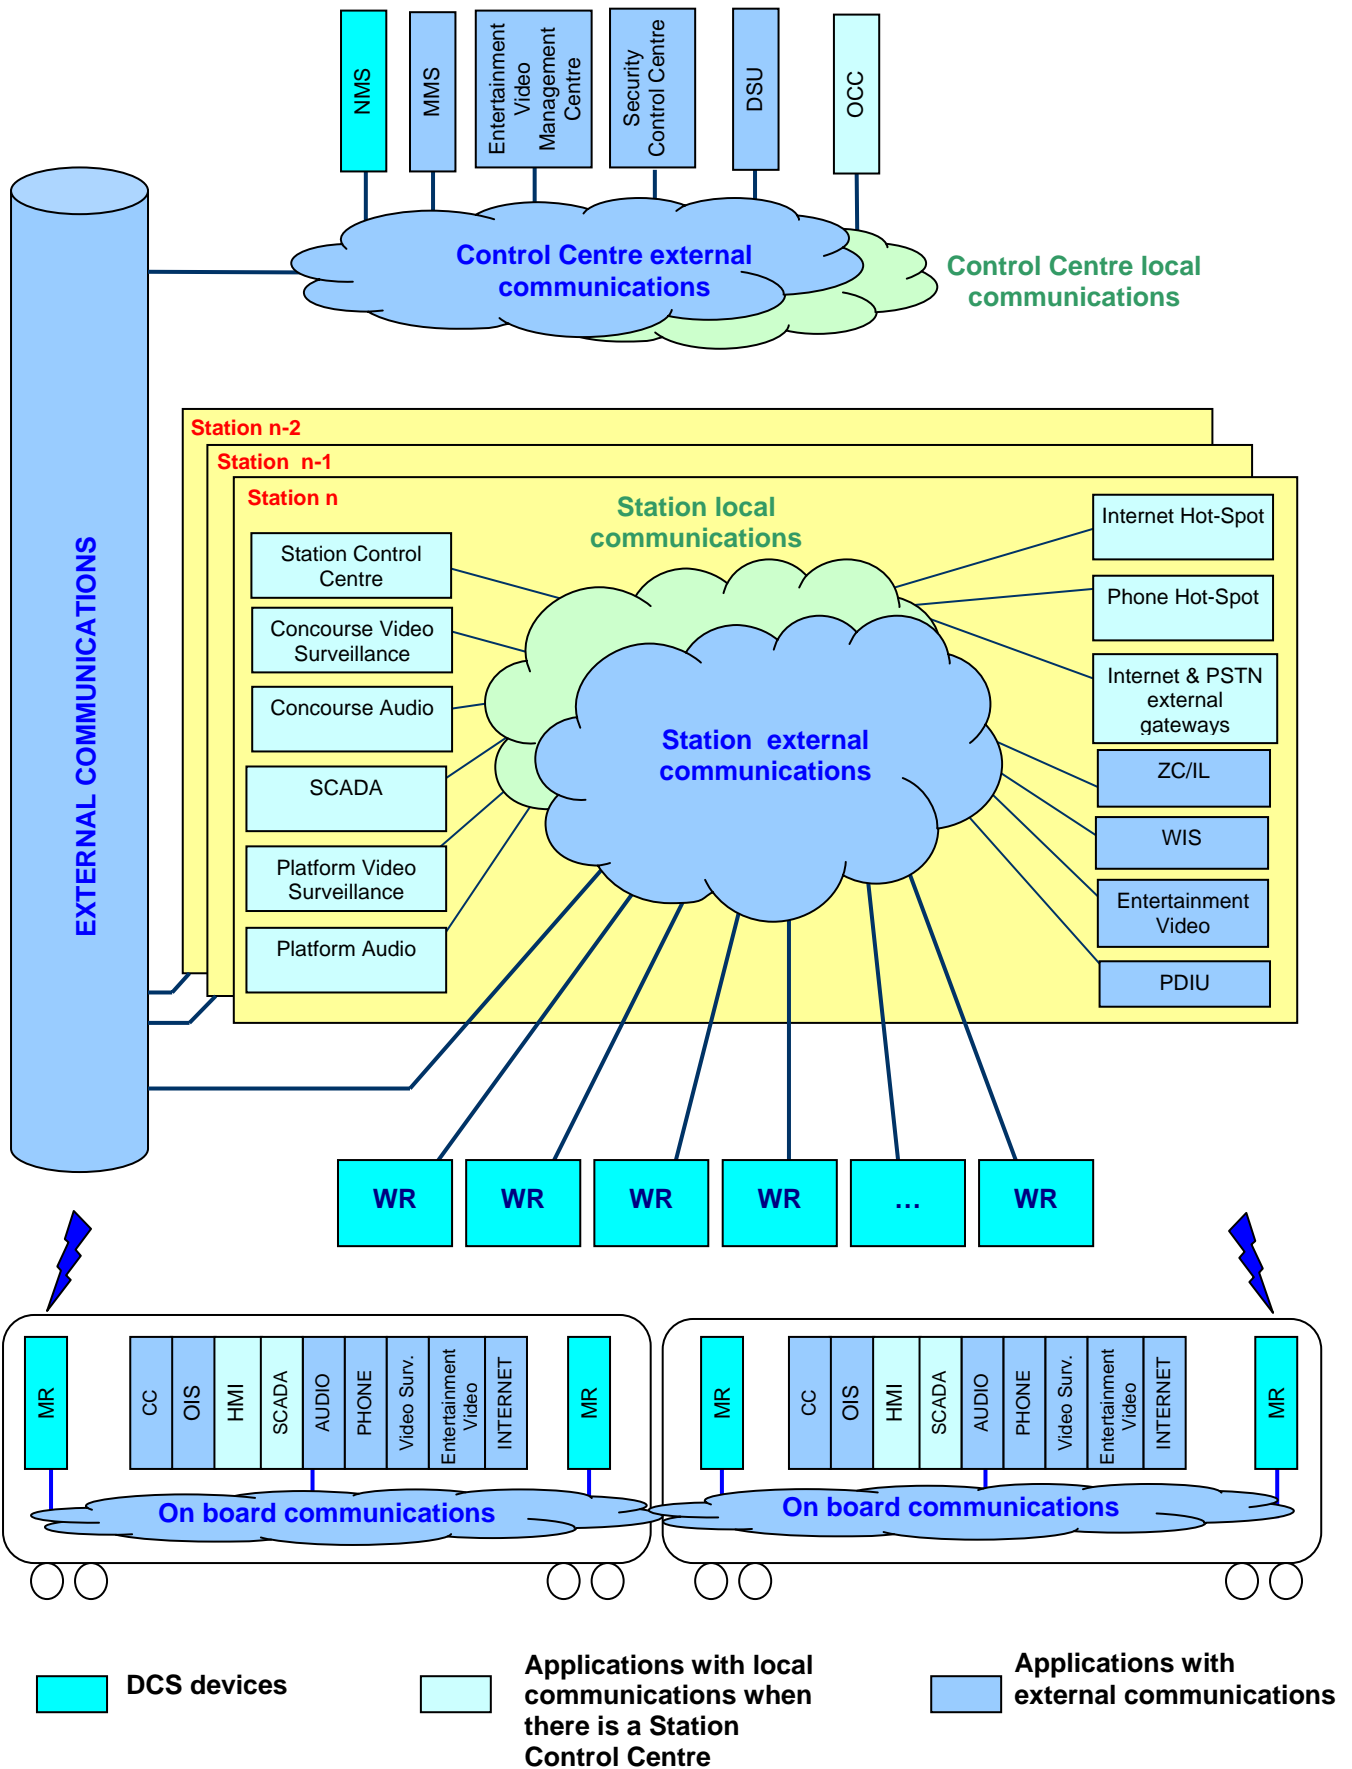 NMS
MMS
Entertainment
Video
Management
Centre
Security
Control Centre
DSU
OCC
Control Centre external
communications
Control Centre local
communications
EXTERNAL COMMUNICATIONS
Station n-2
Station n-1
Station n
Station local
communications
Station Control
Centre
Concourse Video
Surveillance
Concourse Audio
SCADA
Platform Video
Surveillance
Platform Audio
Internet Hot-Spot
Phone Hot-Spot
Internet & PSTN
external
gateways
ZC/IL
WIS
Entertainment
Video
PDIU
Station external
communications
WR
WR
WR
WR
...
WR
MR
CC
OIS
HMI
SCADA
AUDIO
PHONE
Video Surv.
Entertainment
Video
INTERNET
MR
On board communications
MR
CC
OIS
HMI
SCADA
AUDIO
PHONE
Video Surv.
Entertainment
Video
INTERNET
MR
On board communications
DCS devices
Applications with local
communications when
there is a Station
Control Centre
Applications with
external communications